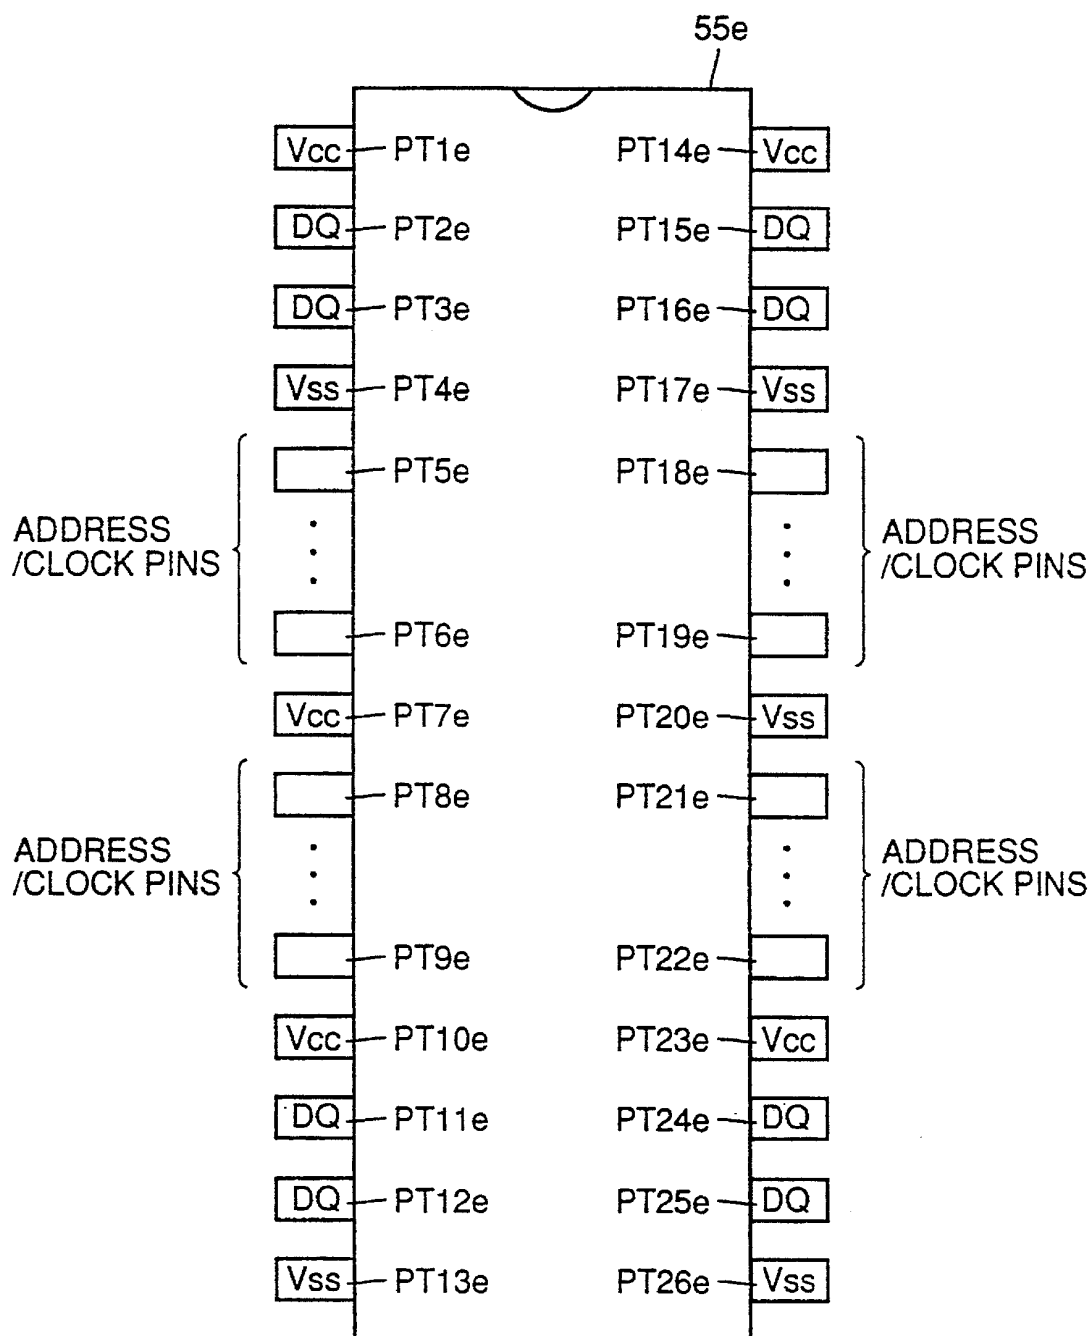 55e
Vcc PT1e PT14e Vcc
DQ PT2e PT15e DQ
DQ PT3e PT16e DQ
Vss PT4e PT17e Vss
PT5e PT18e
ADDRESS
/CLOCK PINS
ADDRESS
/CLOCK PINS
PT6e PT19e
Vcc PT7e PT20e Vss
PT8e PT21e
ADDRESS
/CLOCK PINS
ADDRESS
/CLOCK PINS
PT9e PT22e
Vcc PT10e PT23e Vcc
DQ PT11e PT24e DQ
DQ PT12e PT25e DQ
Vss PT13e PT26e Vss